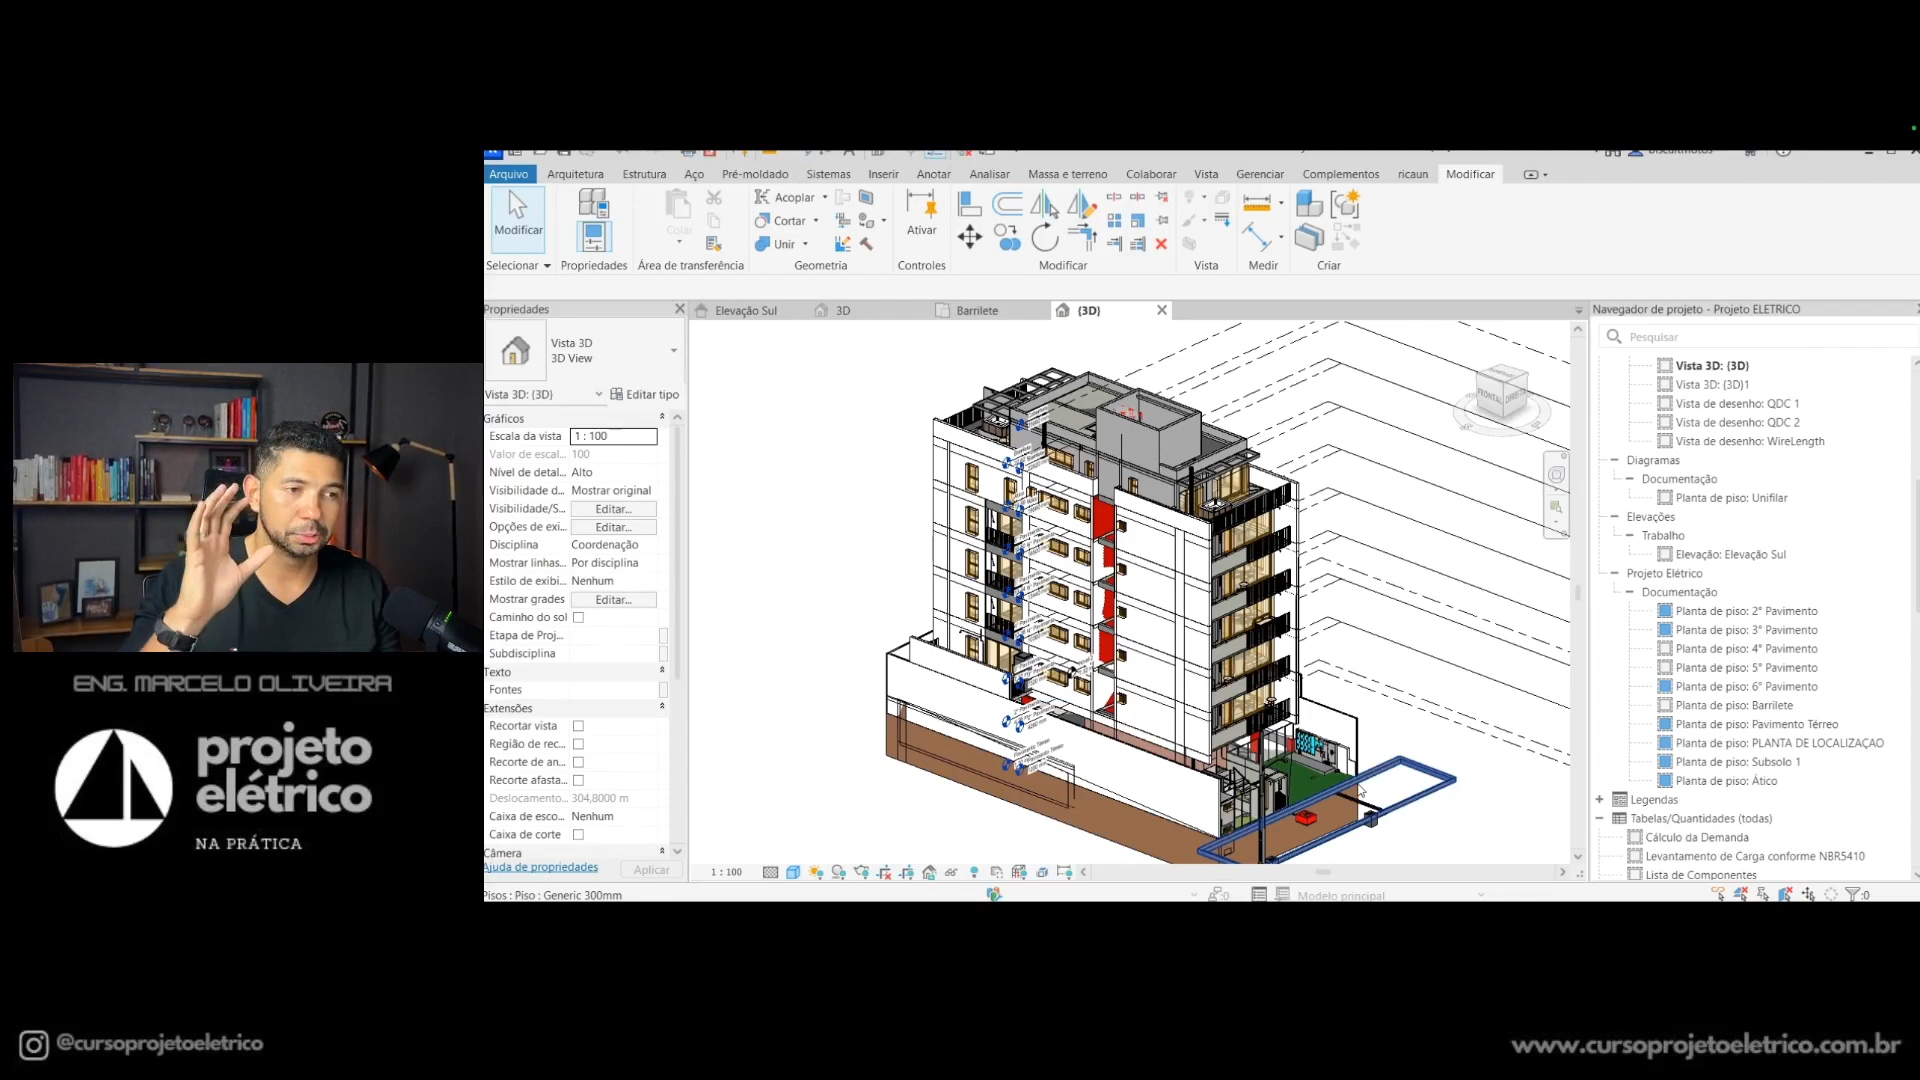 Arquivo Arquitetura Estrutura Aço Pré-moldado Sistemas Inserir Anotar Analisar Massa e terreno Colaborar Vista Gerenciar Complementos ricaun Modificar
Modificar
Colar
Acoplar
Cortar
Unir
Ativar
Selecionar Propriedades Área de transferência Geometria Controles Modificar Vista Medir Criar
Propriedades
Elevação Sul 3D Barrilete (3D)
Navegador de projeto - Projeto ELETRICO
Vista 3D
3D View
Vista 3D: (3D) Editar tipo
Gráficos
Escala da vista 1 : 100
Valor de escal... 100
Nível de detal... Alto
Visibilidade d... Mostrar original
Visibilidade/S... Editar...
Opções de exi... Editar...
Disciplina Coordenação
Mostrar linhas... Por disciplina
Estilo de exibi... Nenhum
Mostrar grades Editar...
Caminho do sol
Etapa de Proj...
Subdisciplina
Texto
Fontes
Extensões
Recortar vista
Região de rec...
Recorte de an...
Recorte afasta...
Deslocamento... 304,8000 m
Caixa de esco... Nenhum
Caixa de corte
Câmera
Ajuda de propriedades Aplicar
FRONTAL
1 : 100
Pisos : Piso : Generic 300mm
:0 Modelo principal :0
Pesquisar
Vista 3D: (3D)
Vista 3D: (3D)1
Vista de desenho: QDC 1
Vista de desenho: QDC 2
Vista de desenho: WireLength
Diagramas
Documentação
Planta de piso: Unifilar
Elevações
Trabalho
Elevação: Elevação Sul
Projeto Elétrico
Documentação
Planta de piso: 2° Pavimento
Planta de piso: 3° Pavimento
Planta de piso: 4° Pavimento
Planta de piso: 5° Pavimento
Planta de piso: 6° Pavimento
Planta de piso: Barrilete
Planta de piso: Pavimento Térreo
Planta de piso: PLANTA DE LOCALIZAÇAO
Planta de piso: Subsolo 1
Planta de piso: Ático
Legendas
Tabelas/Quantidades (todas)
Cálculo da Demanda
Levantamento de Carga conforme NBR5410
Lista de Componentes
ENG. MARCELO OLIVEIRA
projeto
elétrico
NA PRÁTICA
@cursoprojetoeletrico
www.cursoprojetoeletrico.com.br